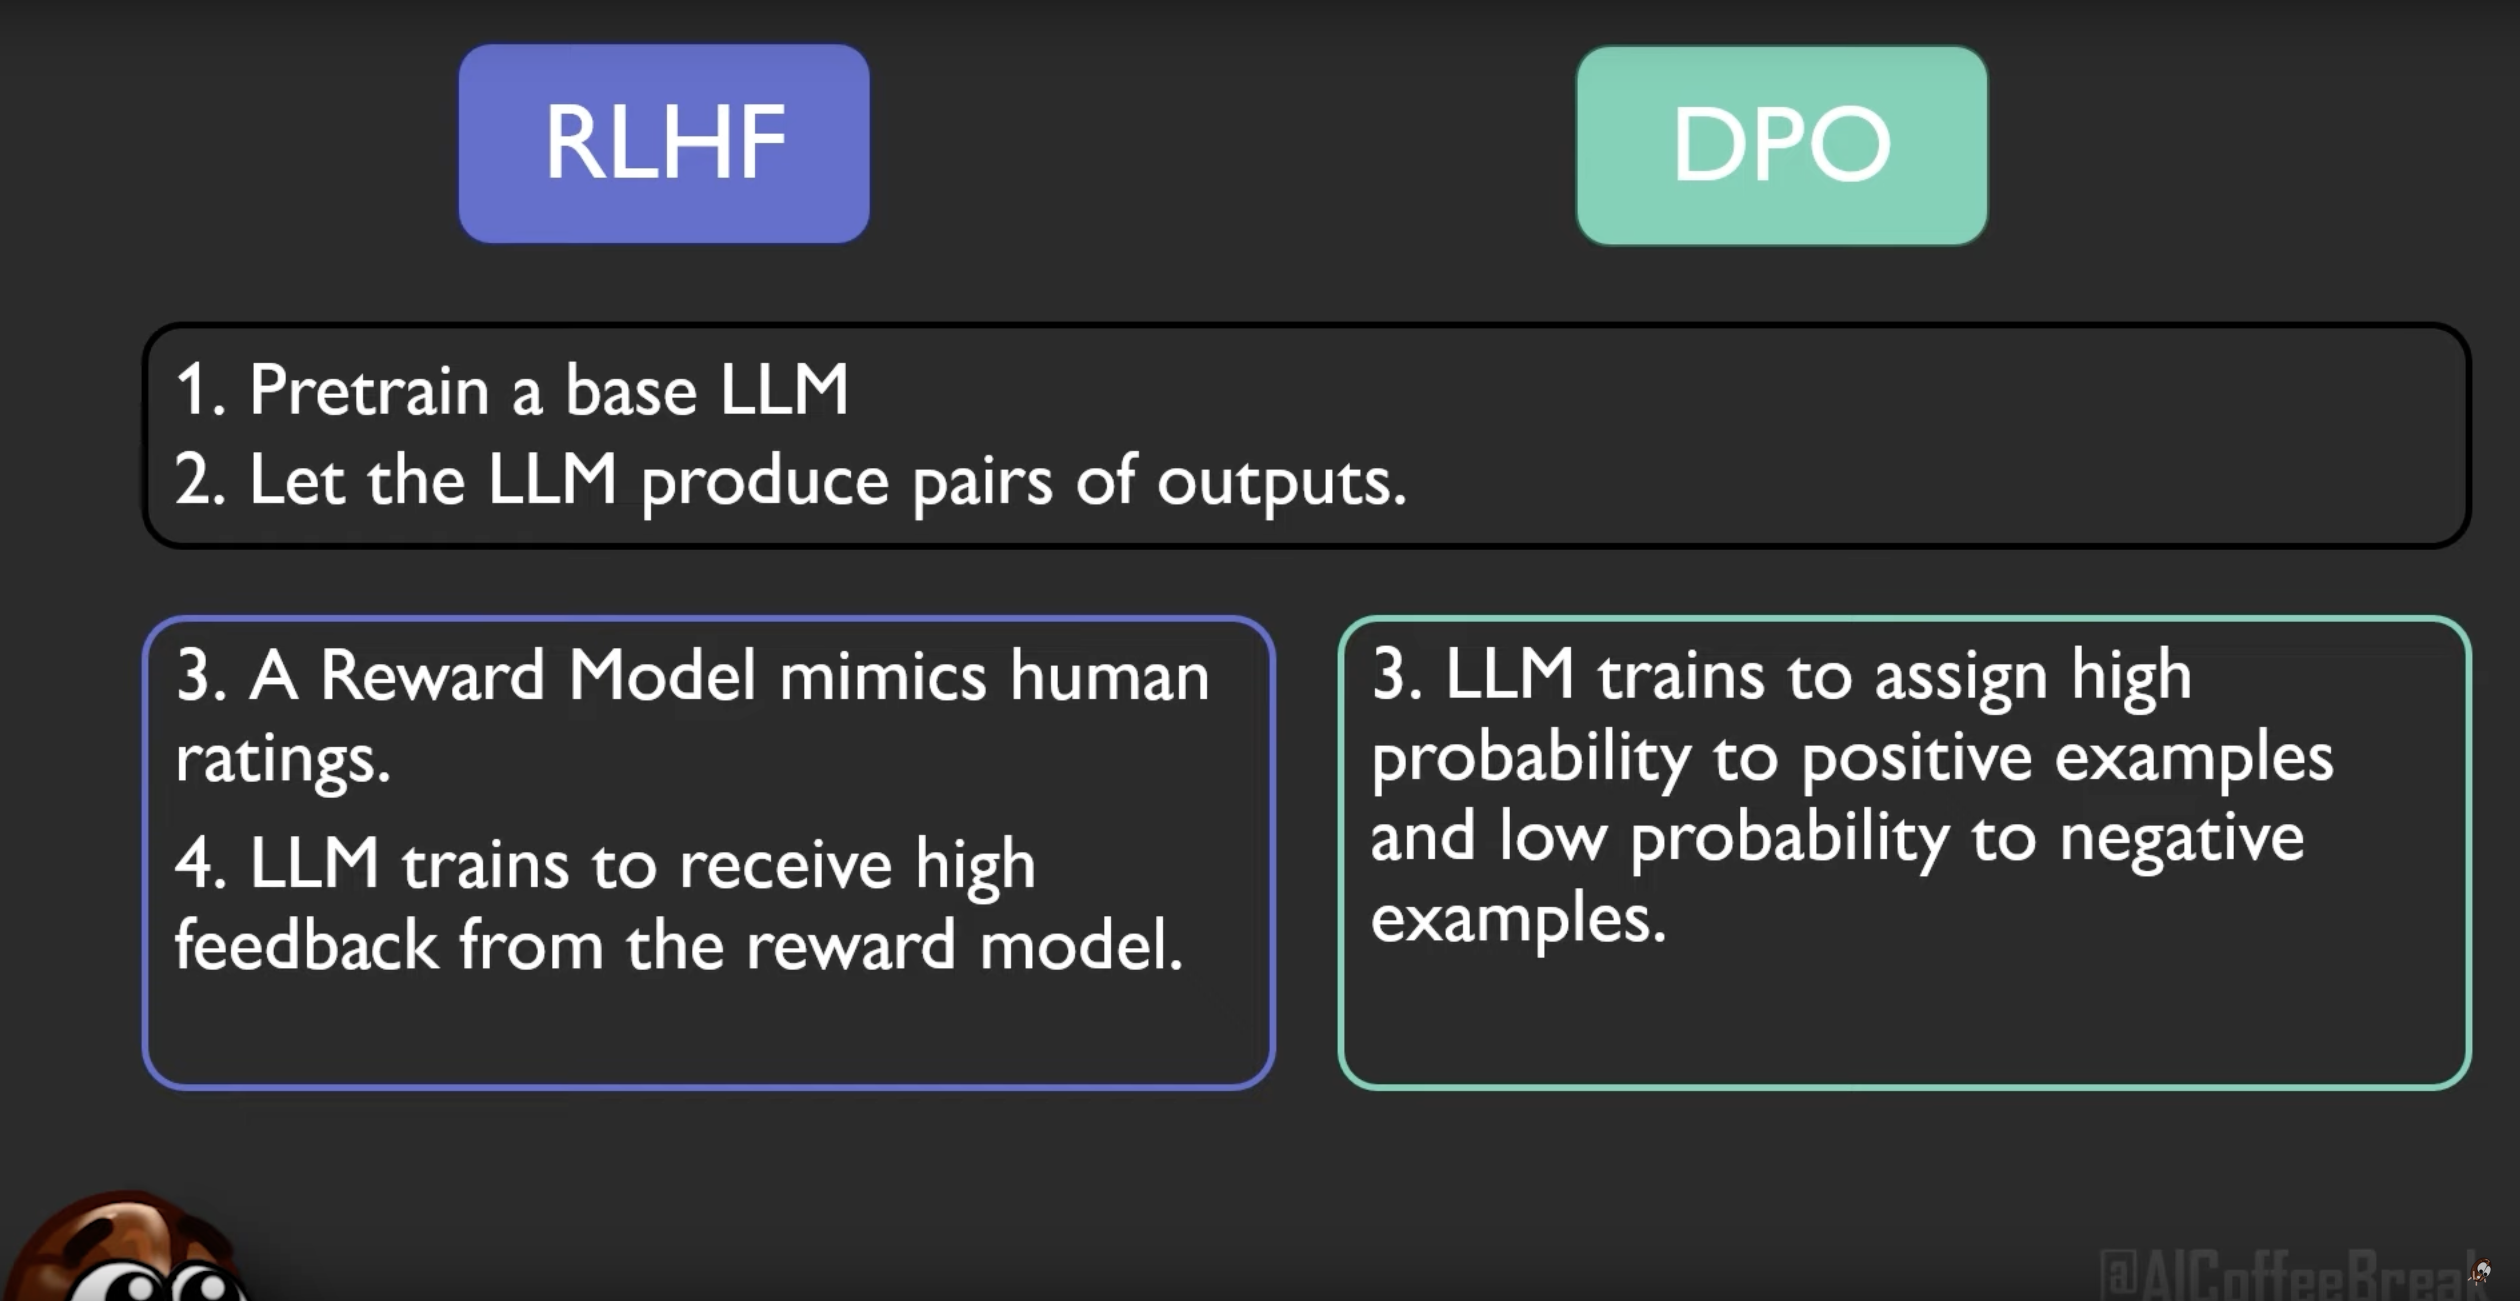 RLHF
DPO
1. Pretrain a base LLM
2. Let the LLM produce pairs of outputs.
3. A Reward Model mimics human
ratings.
4. LLM trains to receive high
feedback from the reward model.
3. LLM trains to assign high
probability to positive examples
and low probability to negative
examples.
@AICoffeeBreak